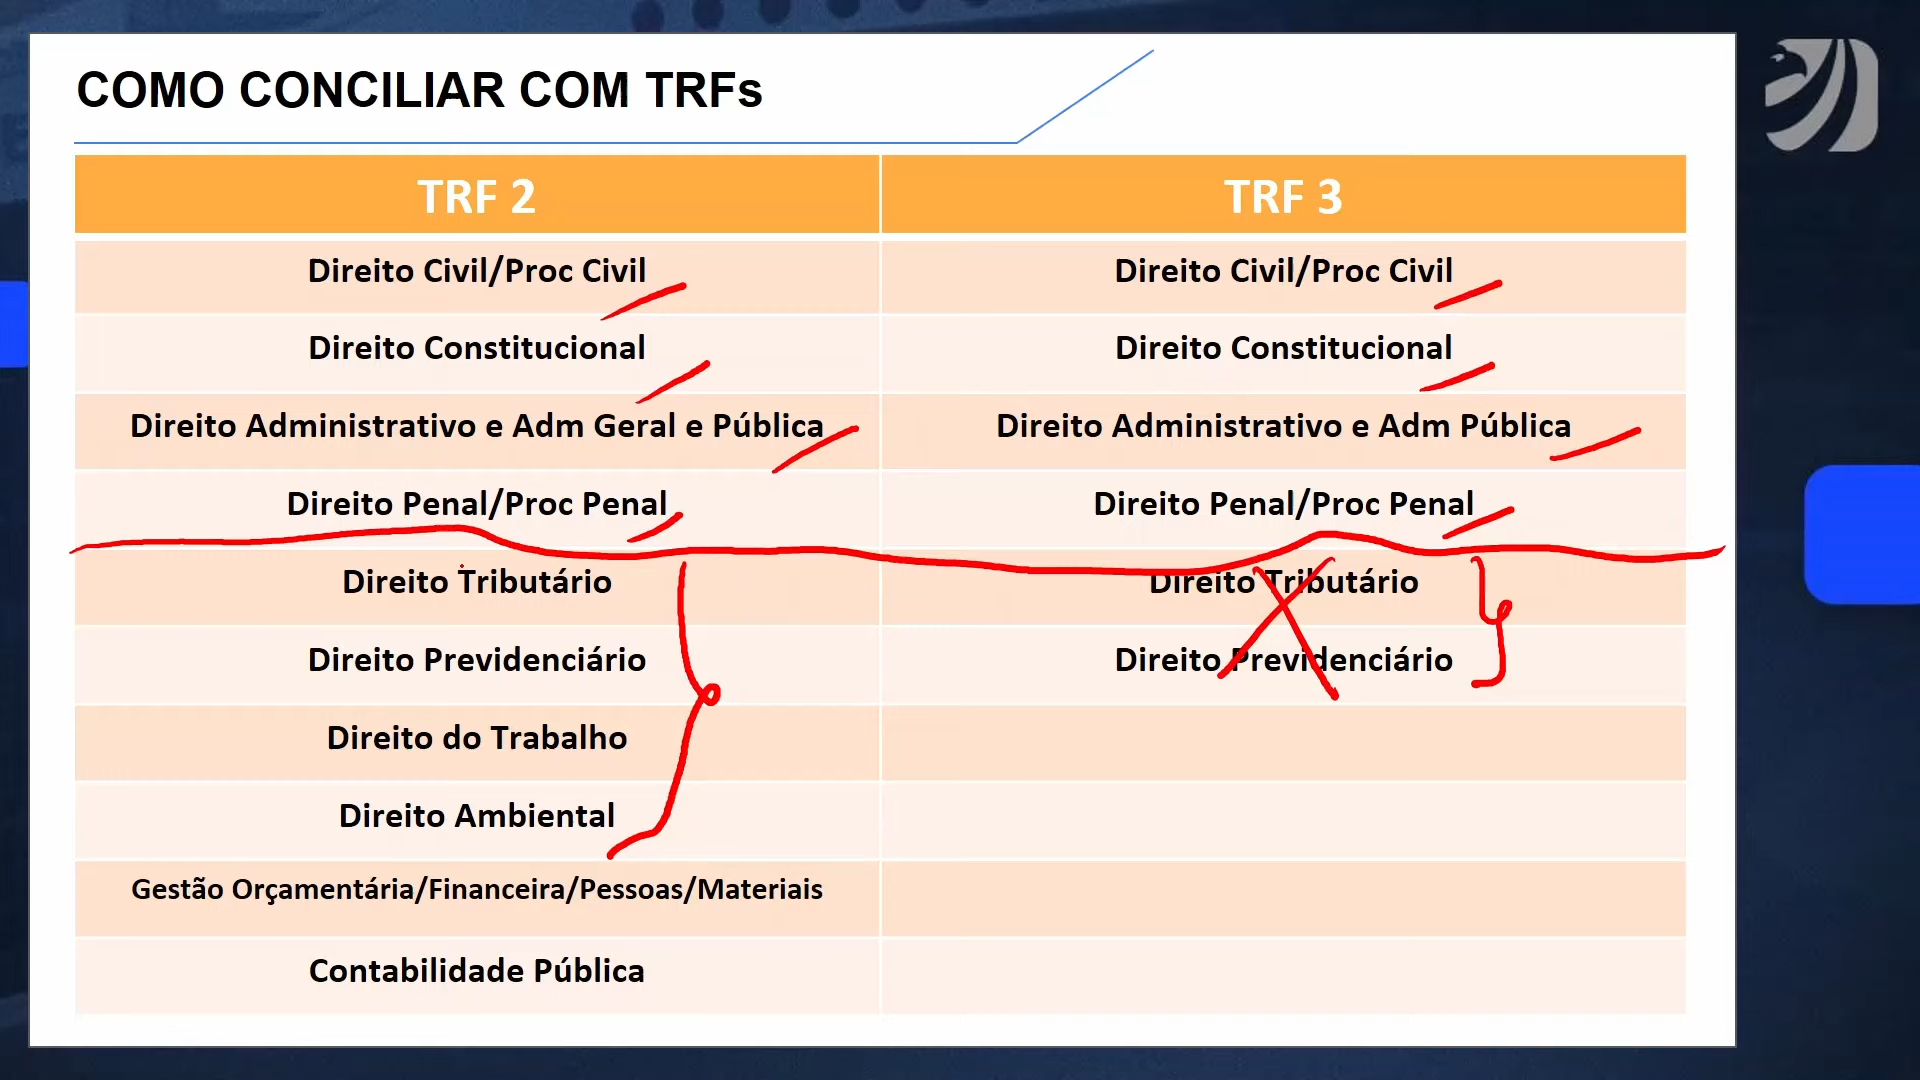 COMO CONCILIAR COM TRFs
TRF 2
TRF 3
Direito Civil/Proc Civil
Direito Civil/Proc Civil
Direito Constitucional
Direito Constitucional
Direito Administrativo e Adm Geral e Pública
Direito Administrativo e Adm Pública
Direito Penal/Proc Penal
Direito Penal/Proc Penal
Direito Tributário
Direito Tributário
Direito Previdenciário
Direito Previdenciário
Direito do Trabalho
Direito Ambiental
Gestão Orçamentária/Financeira/Pessoas/Materiais
Contabilidade Pública